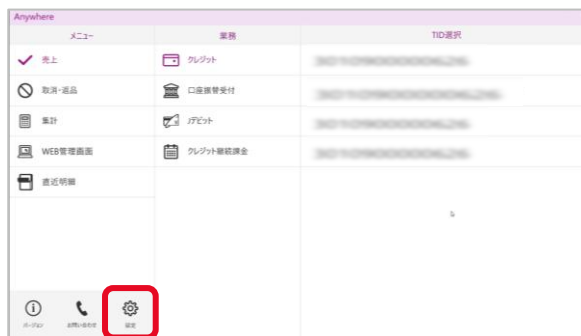 Anywhere
メニュー
業務
TID選択
売上
クレジット
取消・返品
口座振替受付
集計
Jデビット
WEB管理画面
クレジット継続課金
直近明細
バージョン
お問い合わせ
設定